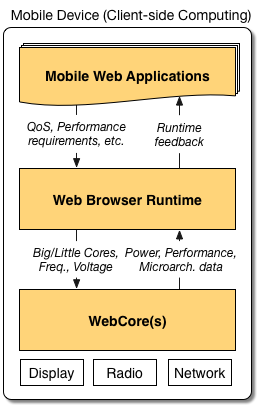 Mobile Device (Client-side Computing)
Mobile Web Applications
QoS, Performance
requirements, etc.
Runtime
feedback
Web Browser Runtime
Big/Little Cores,
Freq., Voltage
Power, Performance,
Microarch. data
WebCore(s)
Display
Radio
Network